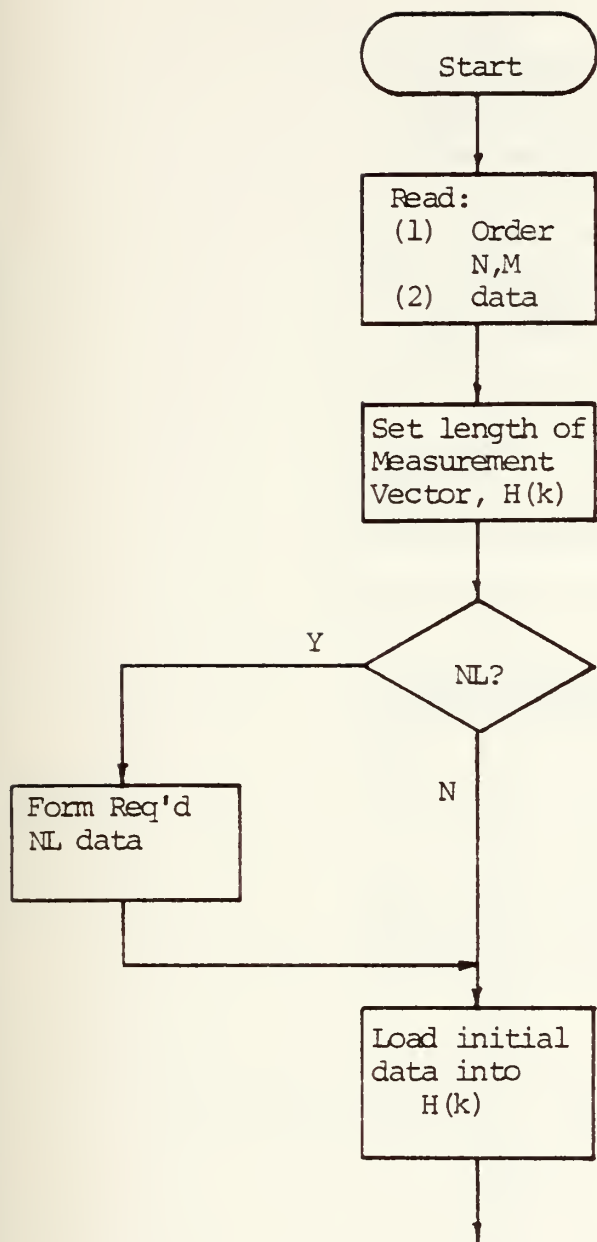 Start
Read:
(1) Order
N,M
(2) data
Set length of
Measurement
Vector, H(k)
Y
NL?
N
Form Req'd
NL data
Load initial
data into
H(k)